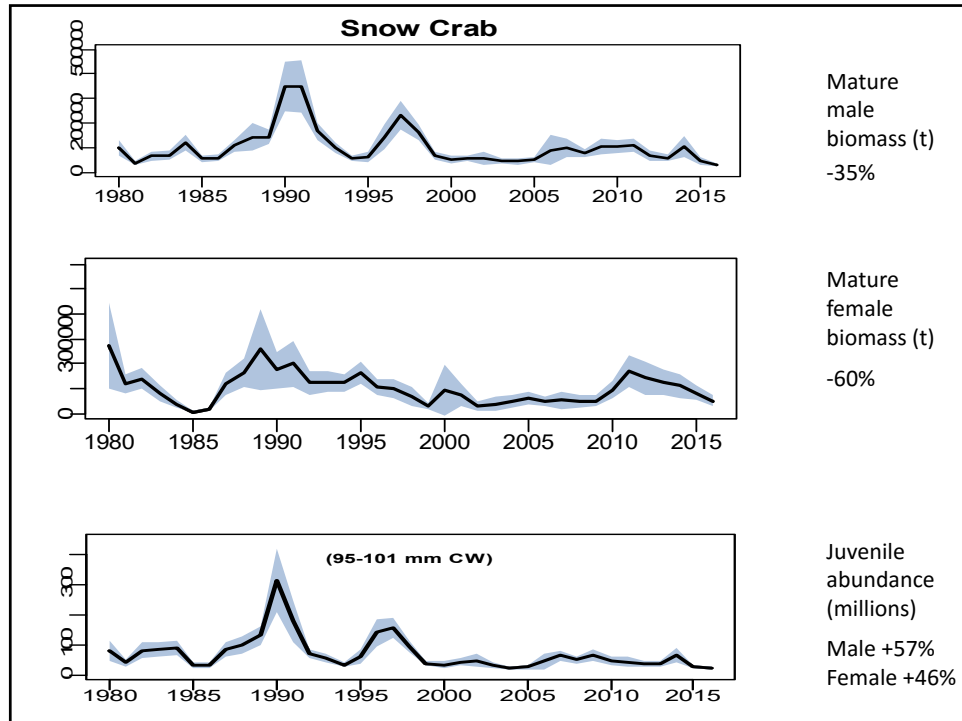 Snow Crab
500000
200000
0
1980 1985 1990 1995 2000 2005 2010 2015
Mature
male
biomass (t)
-35%
300000
0
1980 1985 1990 1995 2000 2005 2010 2015
Mature
female
biomass (t)
-60%
(95-101 mm CW)
300
100
0
1980 1985 1990 1995 2000 2005 2010 2015
Juvenile
abundance
(millions)
Male +57%
Female +46%